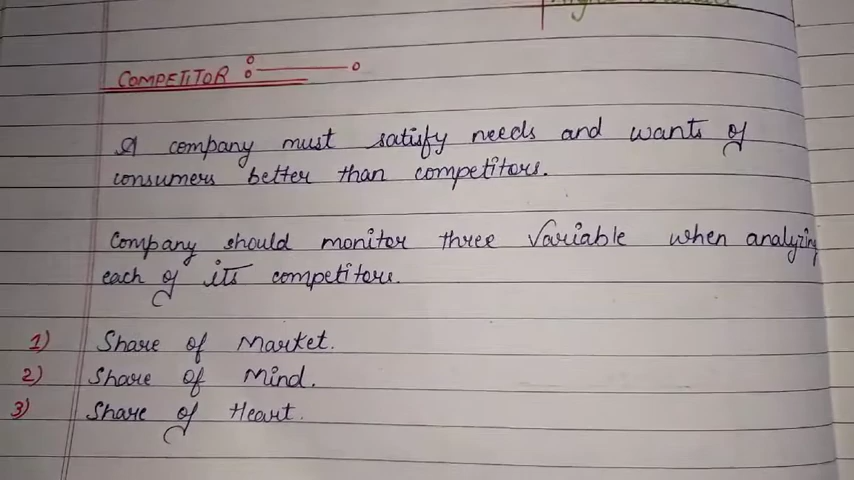 COMPETITOR
A company must satisfy needs and wants of
consumers better than competitors.
Company should monitor three Variable when analyzing
each of its competitors.
1) Share of Market.
2) Share of Mind.
3) Share of Heart.